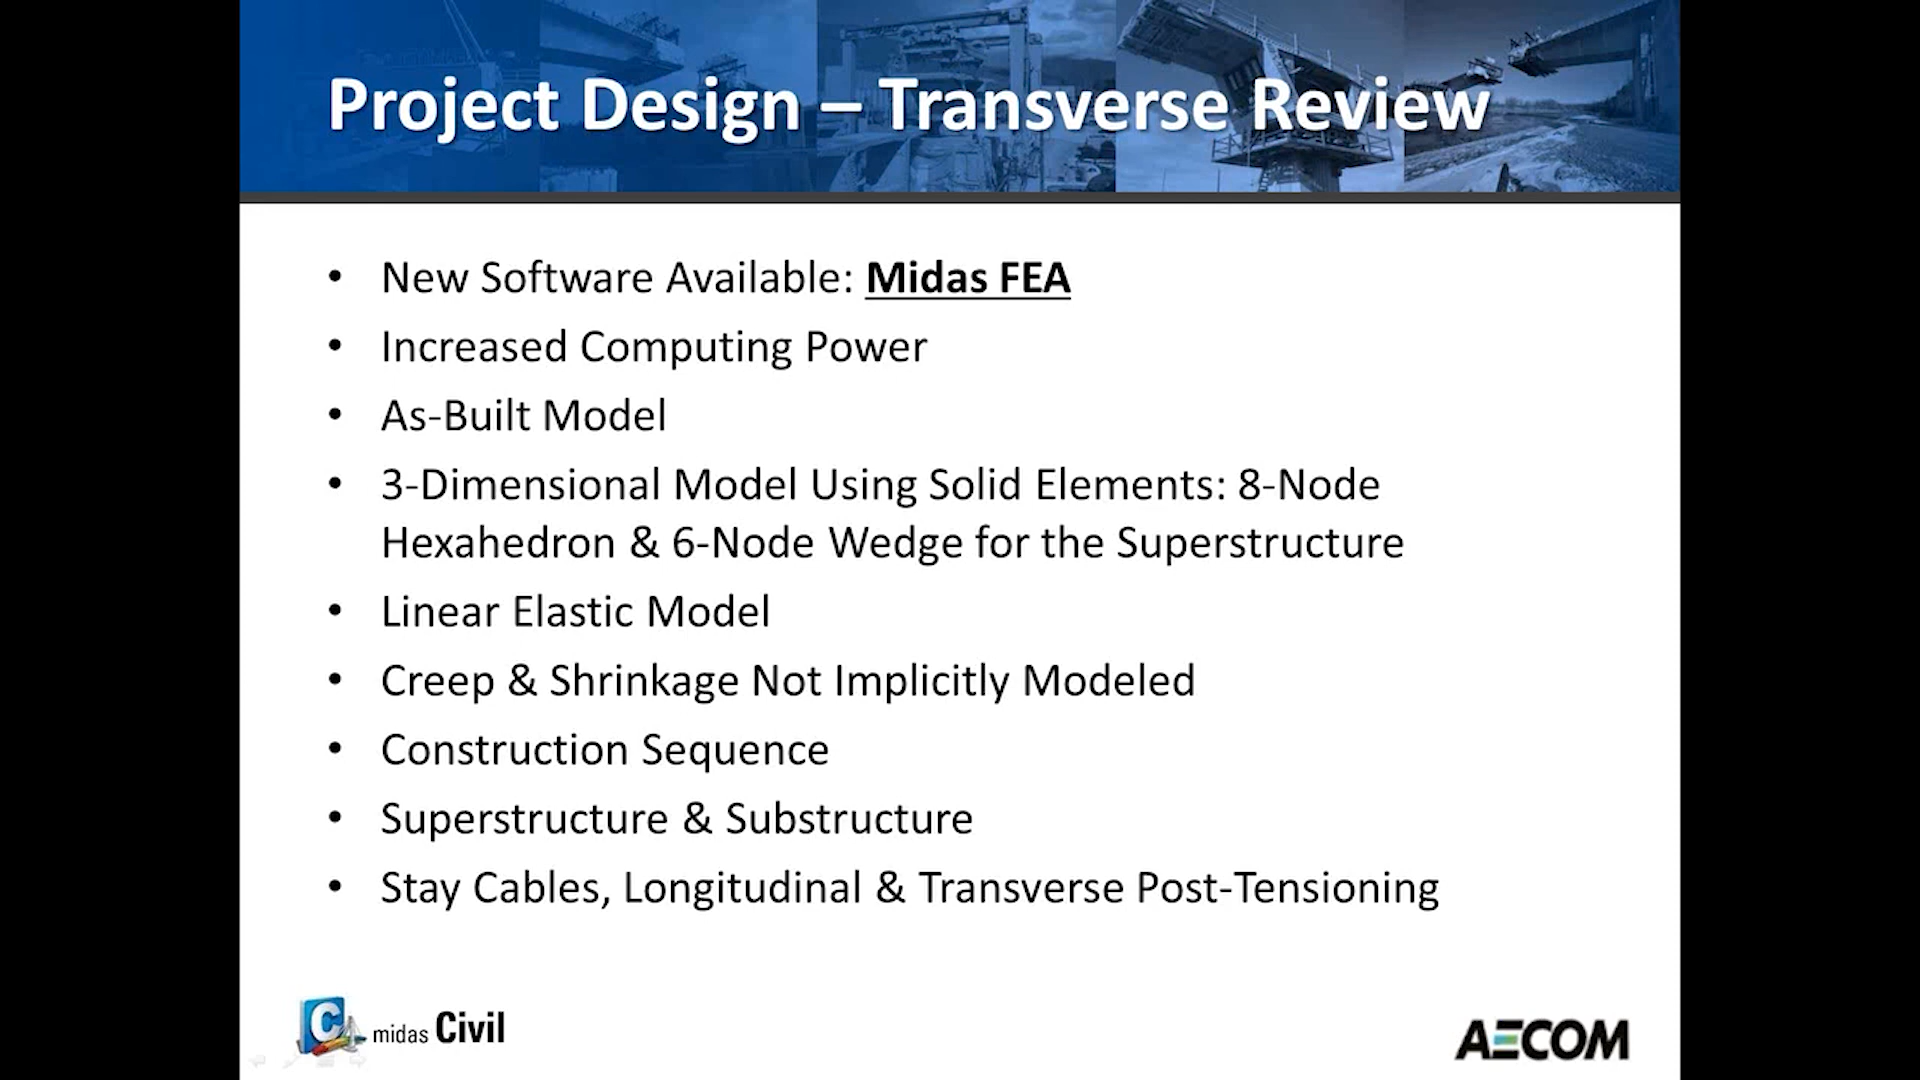 Project Design – Transverse Review
• New Software Available: Midas FEA
• Increased Computing Power
• As-Built Model
• 3-Dimensional Model Using Solid Elements: 8-Node
Hexahedron & 6-Node Wedge for the Superstructure
• Linear Elastic Model
• Creep & Shrinkage Not Implicitly Modeled
• Construction Sequence
• Superstructure & Substructure
• Stay Cables, Longitudinal & Transverse Post-Tensioning
C midas Civil
AECOM